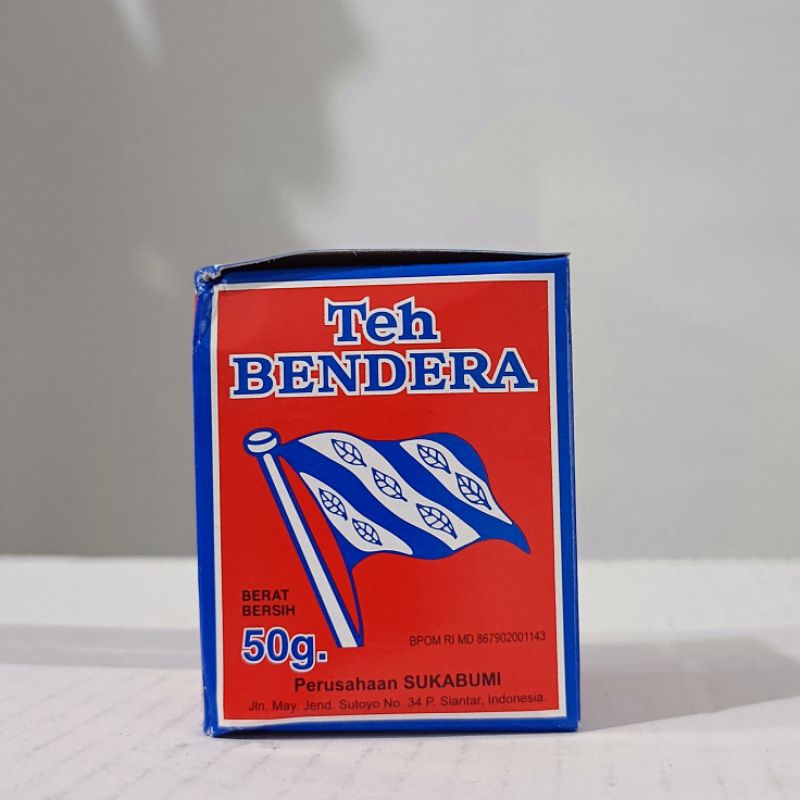 Teh
BENDERA
BERAT
BERSIH
50g.
BPOM RI MD 867902001143
Perusahaan SUKABUMI
Jln. May. Jend. Sutoyo No. 34 P. Siantar, Indonesia.